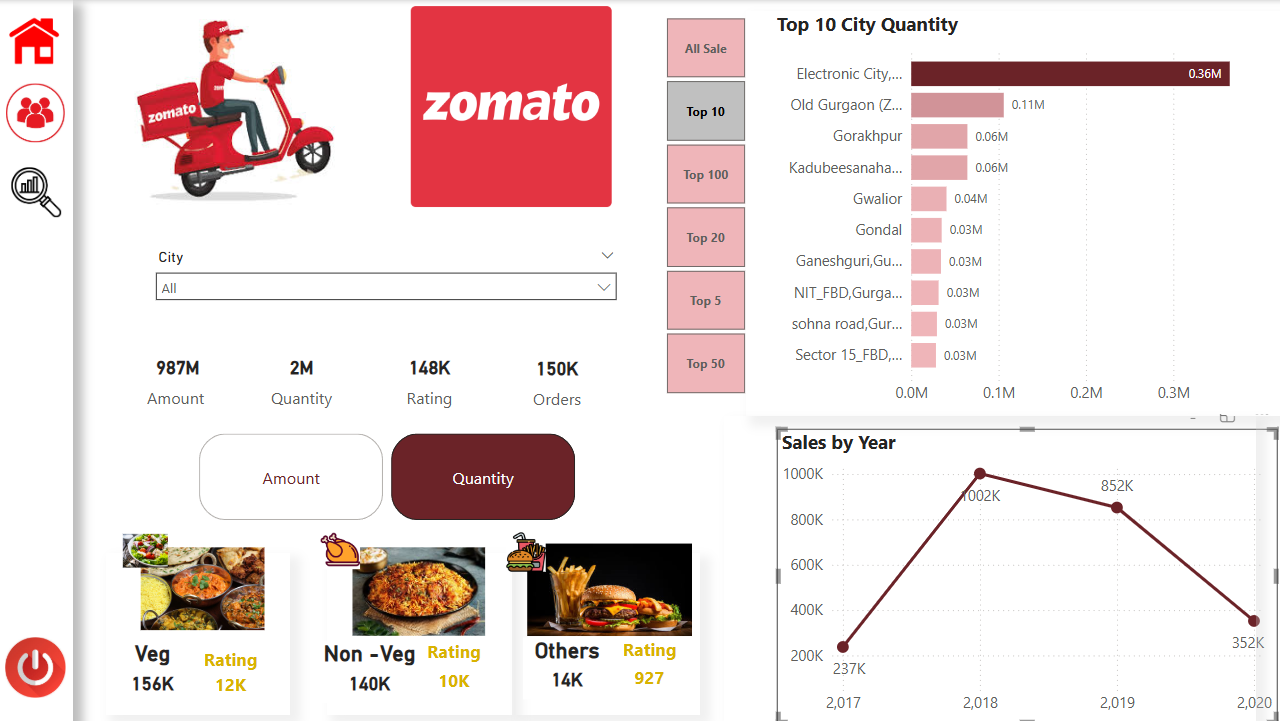 zomato
zomato
City
All
987M
Amount
2M
Quantity
148K
Rating
150K
Orders
Amount
Quantity
Veg
156K
Rating
12K
Non -Veg
140K
Rating
10K
Others
14K
Rating
927
All Sale
Top 10
Top 100
Top 20
Top 5
Top 50
Top 10 City Quantity
Electronic City,... 0.36M
Old Gurgaon (Z... 0.11M
Gorakhpur 0.06M
Kadubeesanaha... 0.06M
Gwalior 0.04M
Gondal 0.03M
Ganeshguri,Gu... 0.03M
NIT_FBD,Gurga... 0.03M
sohna road,Gur... 0.03M
Sector 15_FBD,... 0.03M
0.0M 0.1M 0.2M 0.3M
Sales by Year
1000K
800K
600K
400K
200K
237K
1002K
852K
352K
2,017 2,018 2,019 2,020